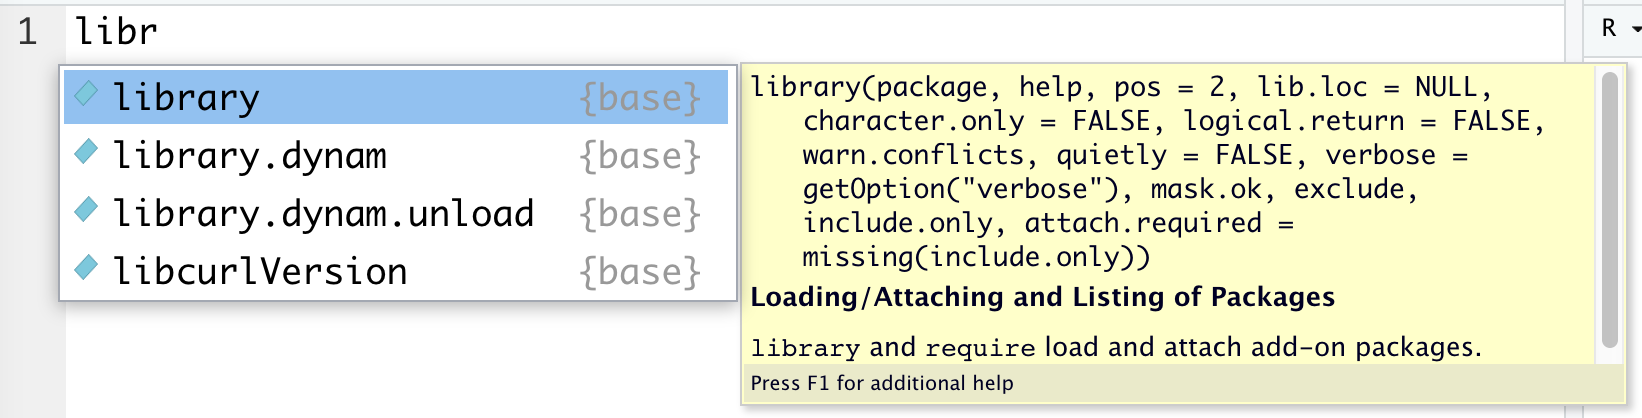 1 libr
R
library {base}
library.dynam {base}
library.dynam.unload {base}
libcurlVersion {base}
library(package, help, pos = 2, lib.loc = NULL,
character.only = FALSE, logical.return = FALSE,
warn.conflicts, quietly = FALSE, verbose =
getOption("verbose"), mask.ok, exclude,
include.only, attach.required =
missing(include.only))
Loading/Attaching and Listing of Packages
library and require load and attach add-on packages.
Press F1 for additional help